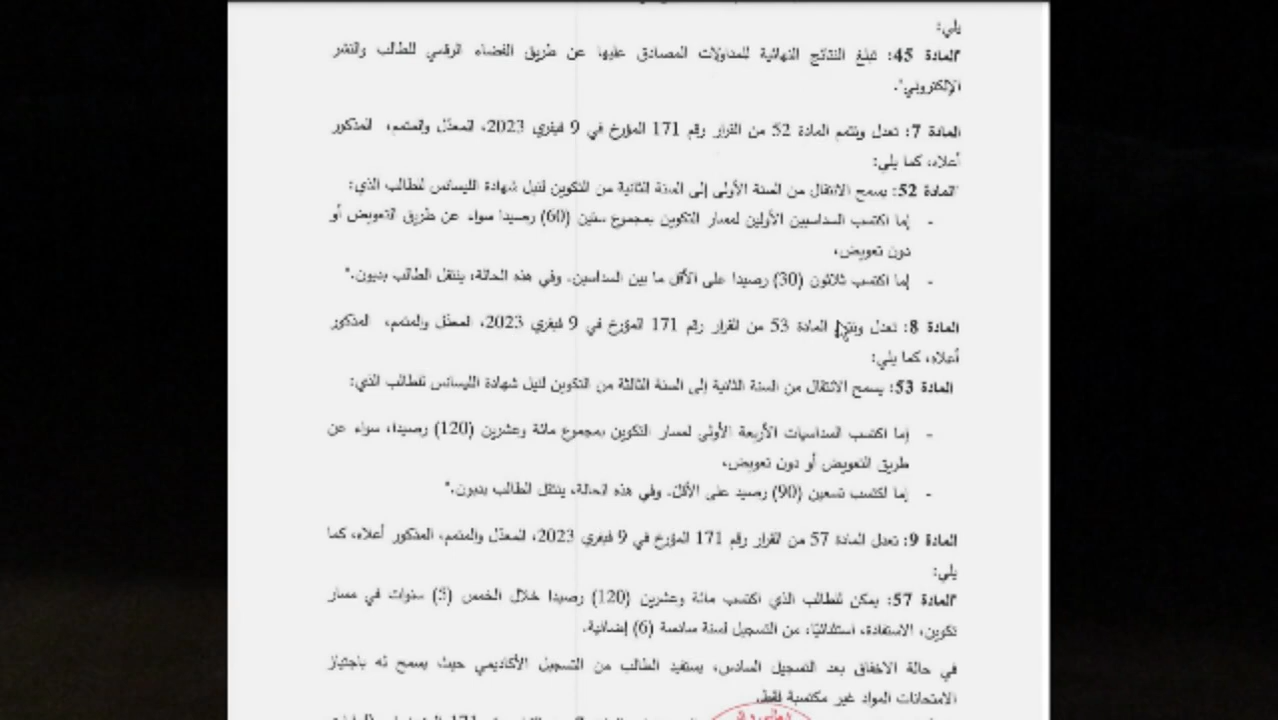 يلي:
"المادة 45: تبلغ النتائج النهائية للمداولات المصادق عليها عن طريق الفضاء الرقمي للطالب والنشر
الإلكتروني".
المادة 7: تعدل وتتمم المادة 52 من القرار رقم 171 المؤرخ في 9 فيفري 2023، المعدّل والمتمم، المذكور
أعلاه، كما يلي:
"المادة 52: يسمح الانتقال من السنة الأولى إلى السنة الثانية من التكوين لنيل شهادة الليسانس للطالب الذي:
- إما اكتسب السداسيين الأولين لمسار التكوين بمجموع ستين (60) رصيدا سواء عن طريق التعويض أو
دون تعويض،
- إما اكتسب ثلاثون (30) رصيدا على الأقل ما بين السداسين. وفي هذه الحالة، ينتقل الطالب بديون."
المادة 8: تعدل وتتمم المادة 53 من القرار رقم 171 المؤرخ في 9 فيفري 2023، المعدّل والمتمم، المذكور
أعلاه، كما يلي:
المادة 53: يسمح الانتقال من السنة الثانية إلى السنة الثالثة من التكوين لنيل شهادة الليسانس للطالب الذي:
- إما اكتسب السداسيات الأربعة الأولى لمسار التكوين بمجموع مائة وعشرين (120) رصيدا، سواء عن
طريق التعويض أو دون تعويض،
- إما اكتسب تسعين (90) رصيد على الأقل. وفي هذه الحالة، ينتقل الطالب بديون."
المادة 9: تعدل المادة 57 من القرار رقم 171 المؤرخ في 9 فيفري 2023، المعدّل والمتمم، المذكور أعلاه، كما
يلي:
"المادة 57: يمكن للطالب الذي اكتسب مائة وعشرين (120) رصيدا خلال الخمس (5) سنوات في مسار
تكوين، الاستفادة، استثنائيا، من التسجيل لسنة سادسة (6) إضافية.
في حالة الاخفاق بعد التسجيل السادس، يستفيد الطالب من التسجيل الأكاديمي حيث يسمح له باجتياز
الامتحانات المواد غير مكتسبة فقط.